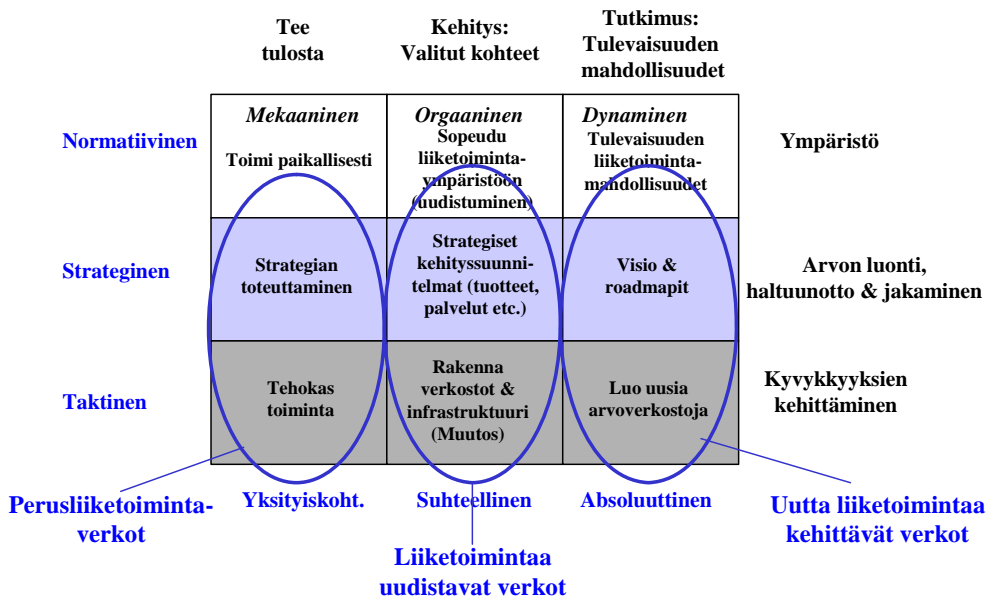 Tee
tulosta
Kehitys:
Valitut kohteet
Tutkimus:
Tulevaisuuden
mahdollisuudet
Normatiivinen
Mekaaninen
Toimi paikallisesti
Orgaaninen
Sopeudu
liiketoiminta-
ympäristöön
(uudistuminen)
Dynaminen
Tulevaisuuden
liiketoiminta-
mahdollisuudet
Ympäristö
Strateginen
Strategian
toteuttaminen
Strategiset
kehityssuunni-
telmat (tuotteet,
palvelut etc.)
Visio &
roadmapit
Arvon luonti,
haltuunotto & jakaminen
Taktinen
Tehokas
toiminta
Rakenna
verkostot &
infrastruktuuri
(Muutos)
Luo uusia
arvoverkostoja
Kyvykkyyksien
kehittäminen
Perusliiketoiminta-
verkot
Yksityiskoht.
Suhteellinen
Absoluuttinen
Uutta liiketoimintaa
kehittävät verkot
Liiketoimintaa
uudistavat verkot